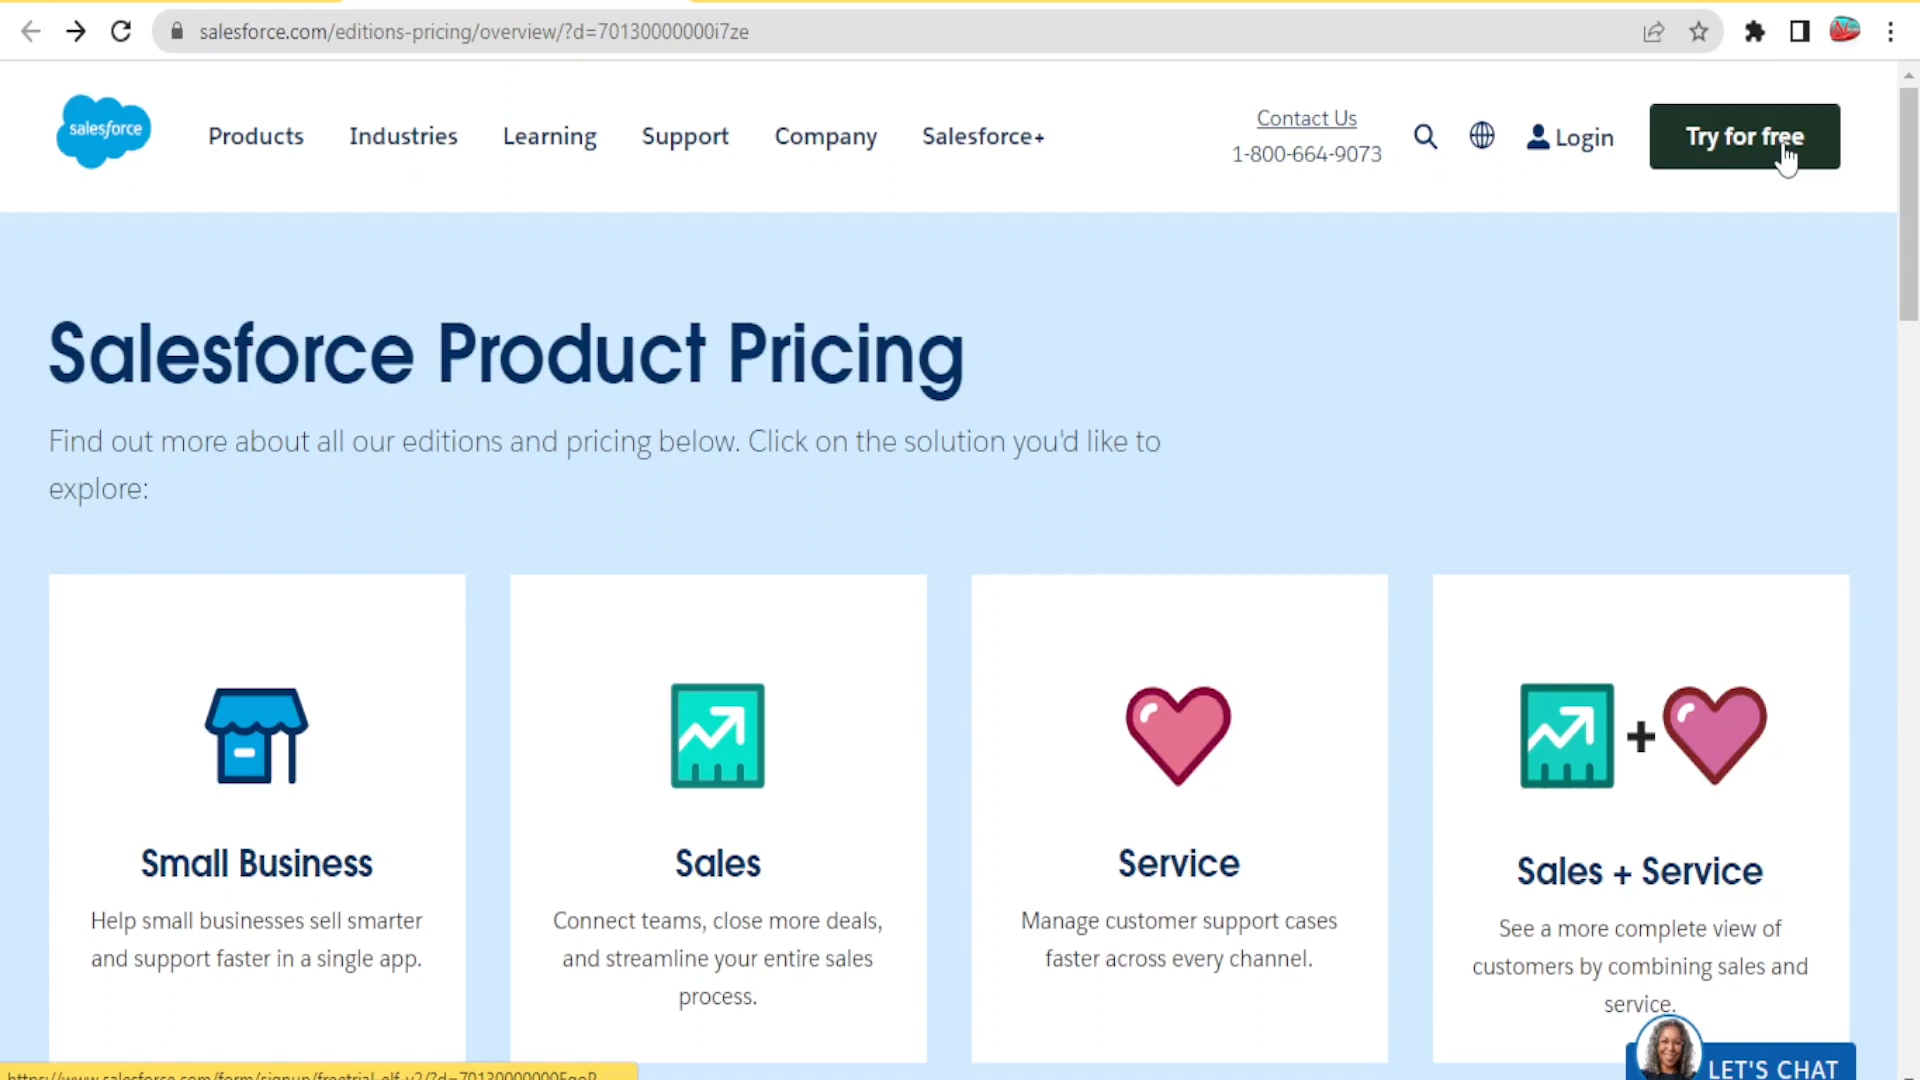 salesforce.com/editions-pricing/overview/?d=70130000000i7ze
salesforce
Products
Industries
Learning
Support
Company
Salesforce+
Contact Us
1-800-664-9073
Login
Try for free
Salesforce Product Pricing
Find out more about all our editions and pricing below. Click on the solution you'd like to
explore:
Small Business
Help small businesses sell smarter
and support faster in a single app.
Sales
Connect teams, close more deals,
and streamline your entire sales
process.
Service
Manage customer support cases
faster across every channel.
Sales + Service
See a more complete view of
customers by combining sales and
service.
LET'S CHAT